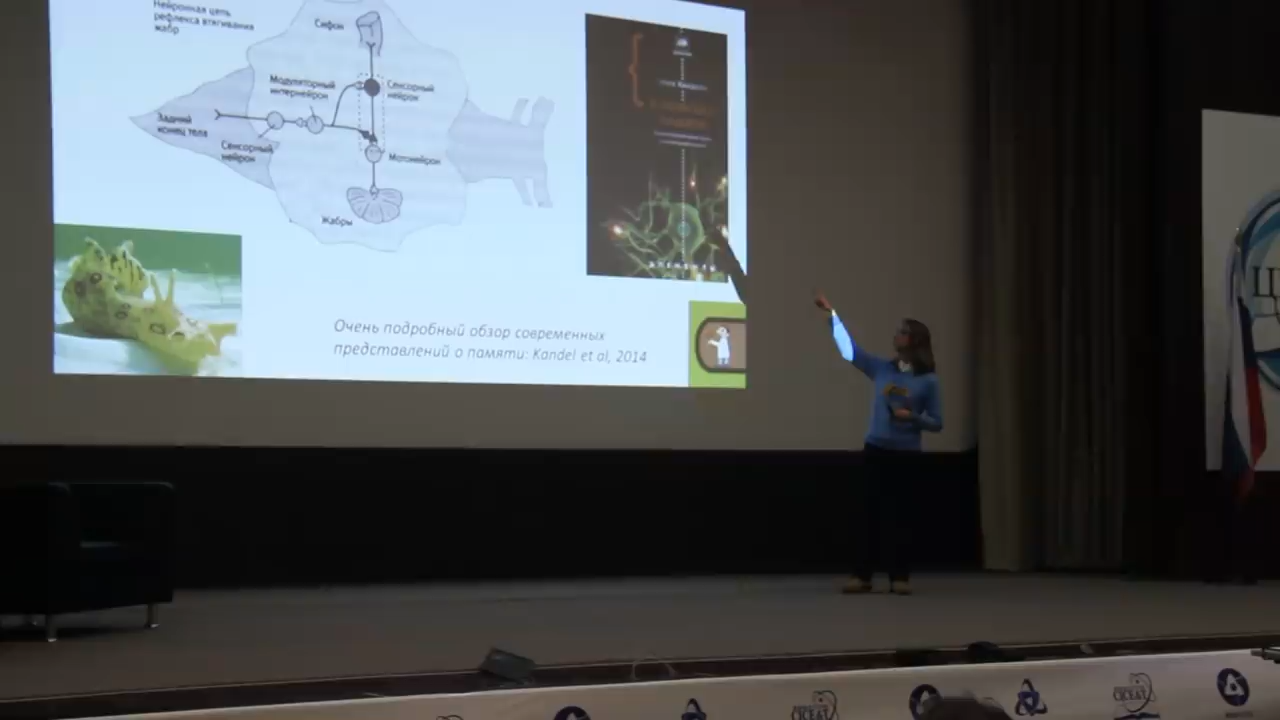 Нейронная цепь
рефлекса втягивания
жабр
Сифон
Модуляторный
интернейрон
Сенсорный
нейрон
Задний
конец тела
Сенсорный
нейрон
Мотонейрон
Жабры
Очень подробный обзор современных
представлений о памяти: Kandel et al, 2014